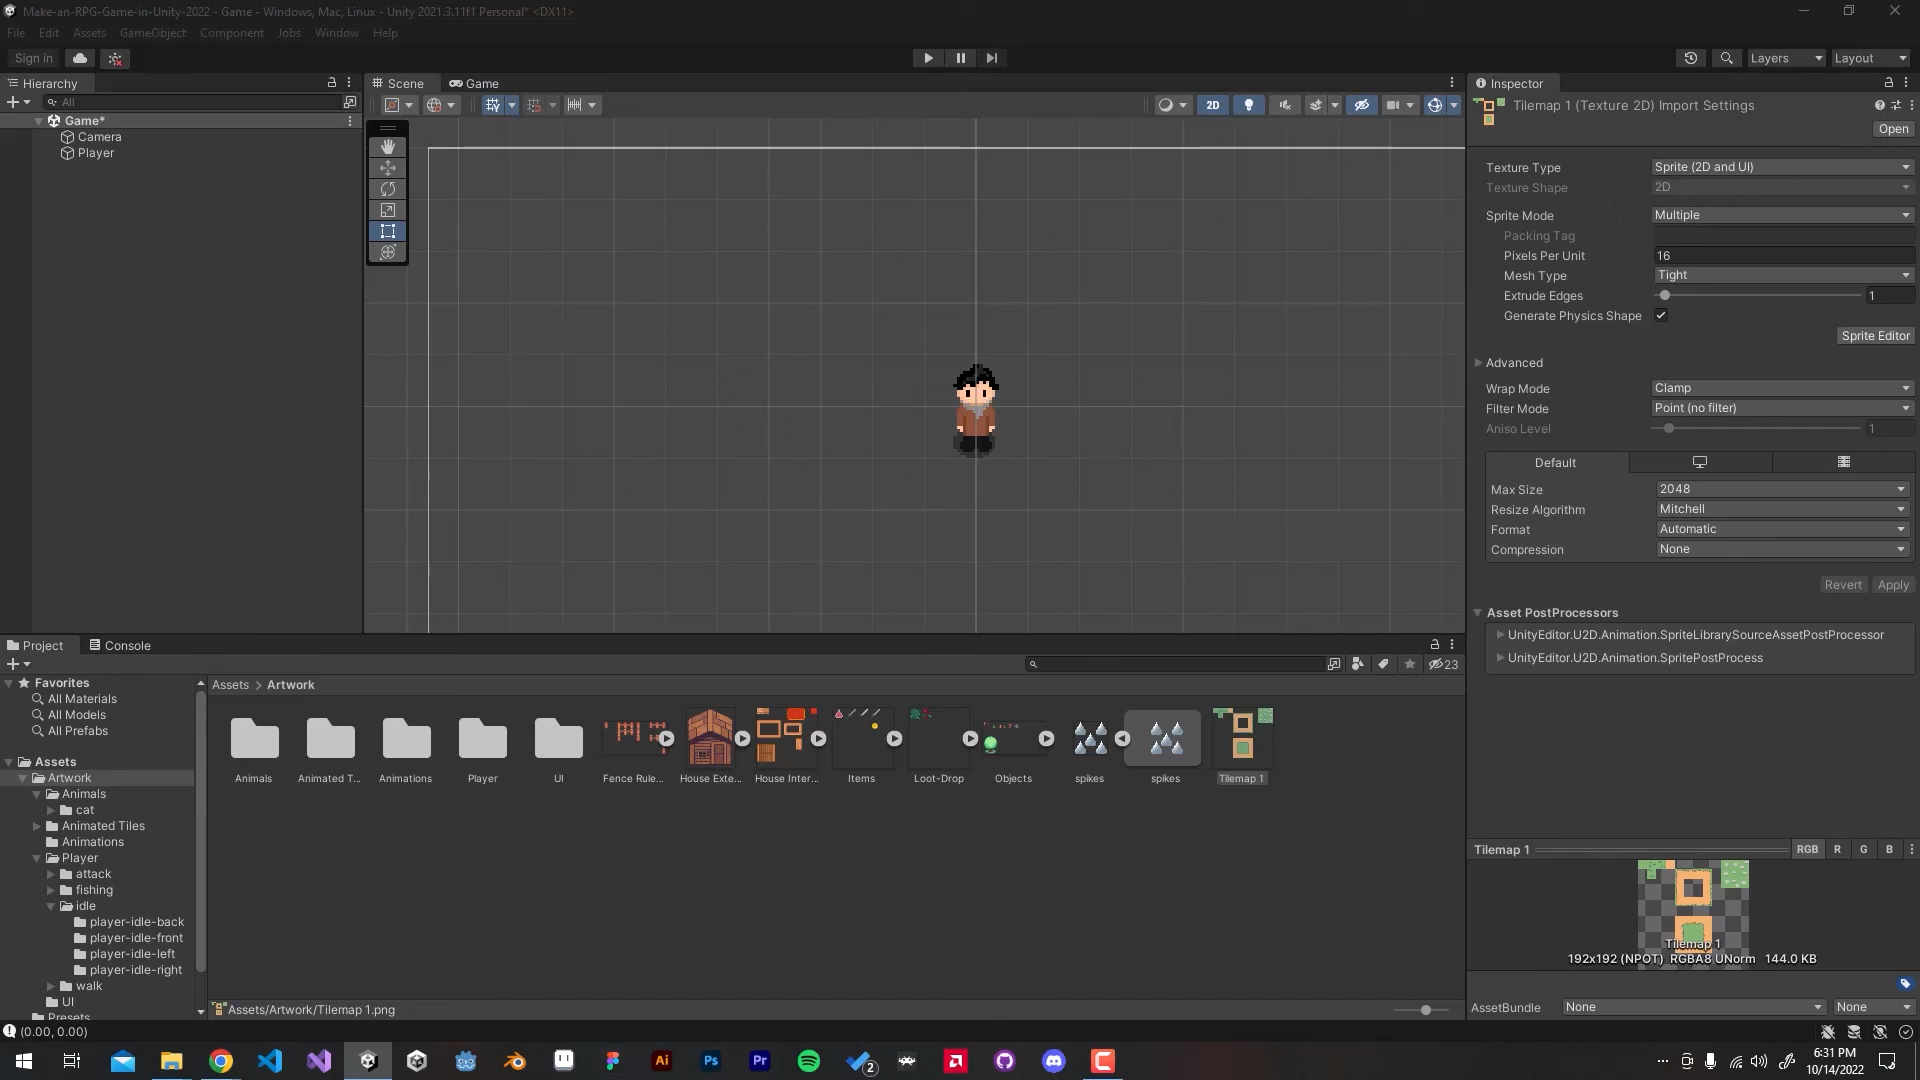 Make-an-RPG-Game-in-Unity-2022 - Game - Windows, Mac, Linux - Unity 2021.3.11f1 Personal* <DX11>
File Edit Assets GameObject Component Jobs Window Help
Sign in
Layers
Layout
Hierarchy
All
Game*
Camera
Player
Scene
Game
2D
Inspector
Tilemap 1 (Texture 2D) Import Settings
Open
Texture Type Sprite (2D and UI)
Texture Shape 2D
Sprite Mode Multiple
Packing Tag
Pixels Per Unit 16
Mesh Type Tight
Extrude Edges 1
Generate Physics Shape
Sprite Editor
Advanced
Wrap Mode Clamp
Filter Mode Point (no filter)
Aniso Level 1
Default
Max Size 2048
Resize Algorithm Mitchell
Format Automatic
Compression None
Revert Apply
Asset PostProcessors
UnityEditor.U2D.Animation.SpriteLibrarySourceAssetPostProcessor
UnityEditor.U2D.Animation.SpritePostProcess
Project
Console
23
Favorites
All Materials
All Models
All Prefabs
Assets
Artwork
Animals
cat
Animated Tiles
Animations
Player
attack
fishing
idle
player-idle-back
player-idle-front
player-idle-left
player-idle-right
walk
UI
Presets
Assets > Artwork
Animals
Animated T...
Animations
Player
UI
Fence Rule...
House Exte...
House Inter...
Items
Loot-Drop
Objects
spikes
spikes
Tilemap 1
Assets/Artwork/Tilemap 1.png
Tilemap 1
RGB R G B
Tilemap 1
192x192 (NPOT) RGBA8 UNorm 144.0 KB
AssetBundle None None
(0.00, 0.00)
Ai
Ps
Pr
2
6:31 PM
10/14/2022